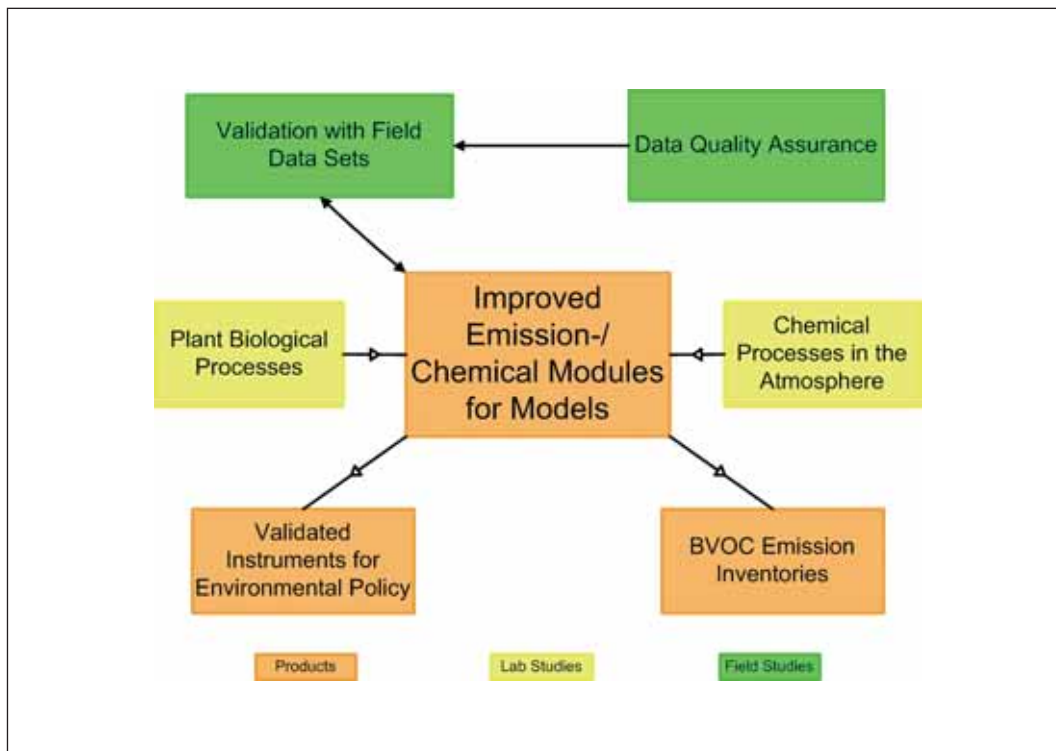 Validation with Field
Data Sets
Data Quality Assurance
Improved
Emission-/
Chemical Modules
for Models
Plant Biological
Processes
Chemical
Processes in the
Atmosphere
Validated
Instruments for
Environmental Policy
BVOC Emission
Inventories
Products
Lab Studies
Field Studies